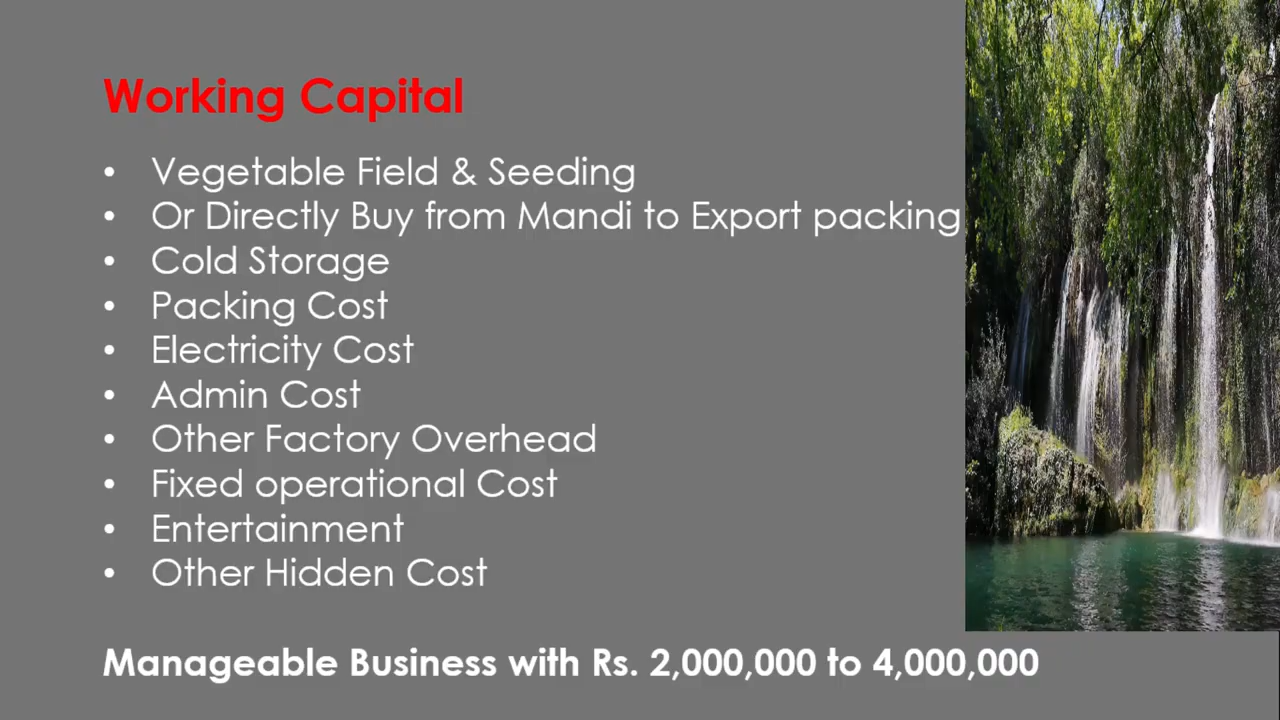 Working Capital
• Vegetable Field & Seeding
• Or Directly Buy from Mandi to Export packing
• Cold Storage
• Packing Cost
• Electricity Cost
• Admin Cost
• Other Factory Overhead
• Fixed operational Cost
• Entertainment
• Other Hidden Cost
Manageable Business with Rs. 2,000,000 to 4,000,000